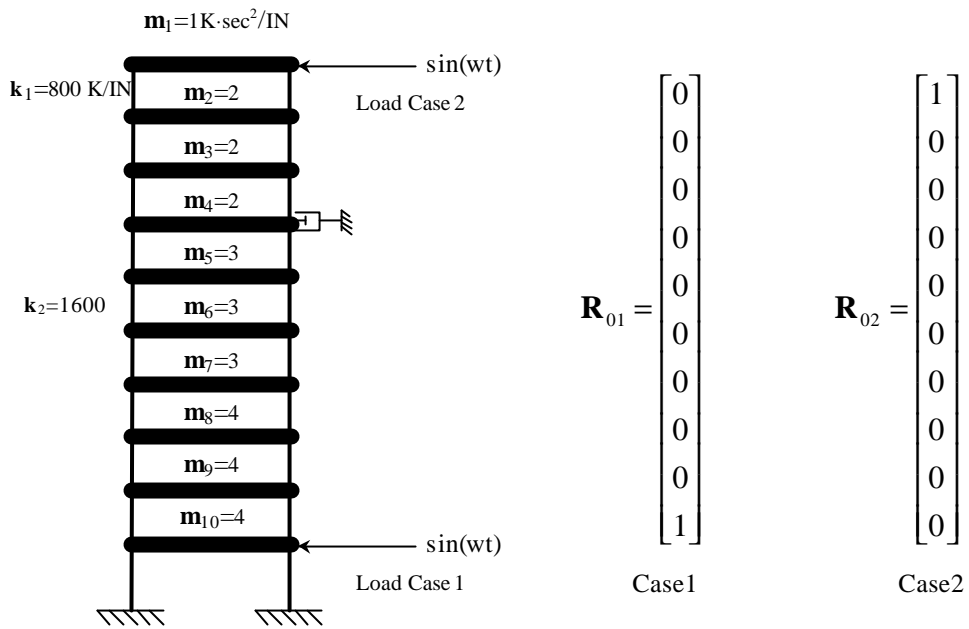 m₁=1K·sec²/IN
sin(wt)
k₁=800 K/IN
m₂=2
Load Case 2
m₃=2
m₄=2
m₅=3
k₂=1600
m₆=3
m₇=3
m₈=4
m₉=4
m₁₀=4
sin(wt)
Load Case 1
R₀₁ =
0
0
0
0
0
0
0
0
0
1
Case1
R₀₂ =
1
0
0
0
0
0
0
0
0
0
Case2